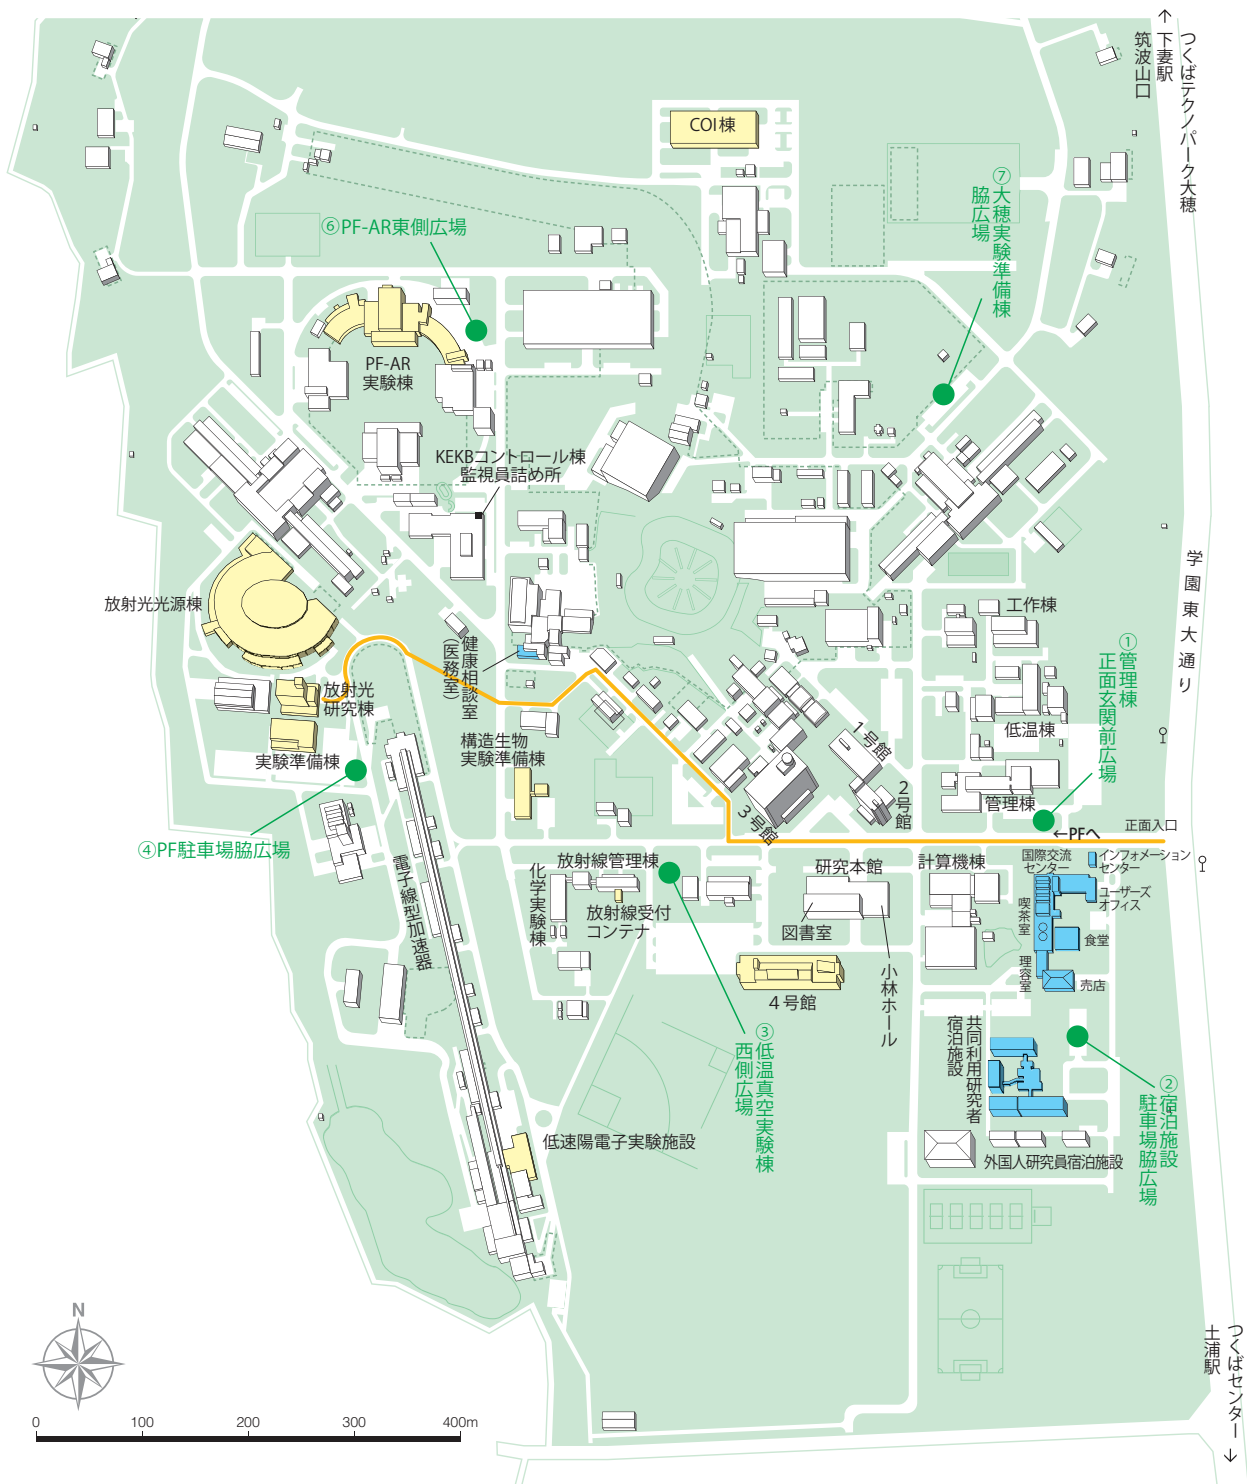 ↑
下妻駅
筑波山口
つくばテクノパーク大穂
COI棟
⑦大穂実験準備棟
脇広場
⑥PF-AR東側広場
PF-AR
実験棟
KEKBコントロール棟
監視員詰め所
学園東大通り
放射光光源棟
工作棟
①管理棟
正面玄関前広場
健康相談室
(医務室)
放射光
研究棟
低温棟
構造生物
実験準備棟
1号館
実験準備棟
2号館
管理棟
3号館
←PFへ
正面入口
④PF駐車場脇広場
電子線型加速器
化学実験棟
放射線管理棟
放射線受付
コンテナ
研究本館
図書室
小林ホール
計算機棟
国際交流
センター
インフォメーション
センター
ユーザーズ
オフィス
喫茶室
食堂
理容室
売店
4号館
③低温真空実験棟
西側広場
共同利用研究者
宿泊施設
②宿泊施設
駐車場脇広場
低速陽電子実験施設
外国人研究員宿泊施設
N
0 100 200 300 400m
つくばセンター
土浦駅
↓